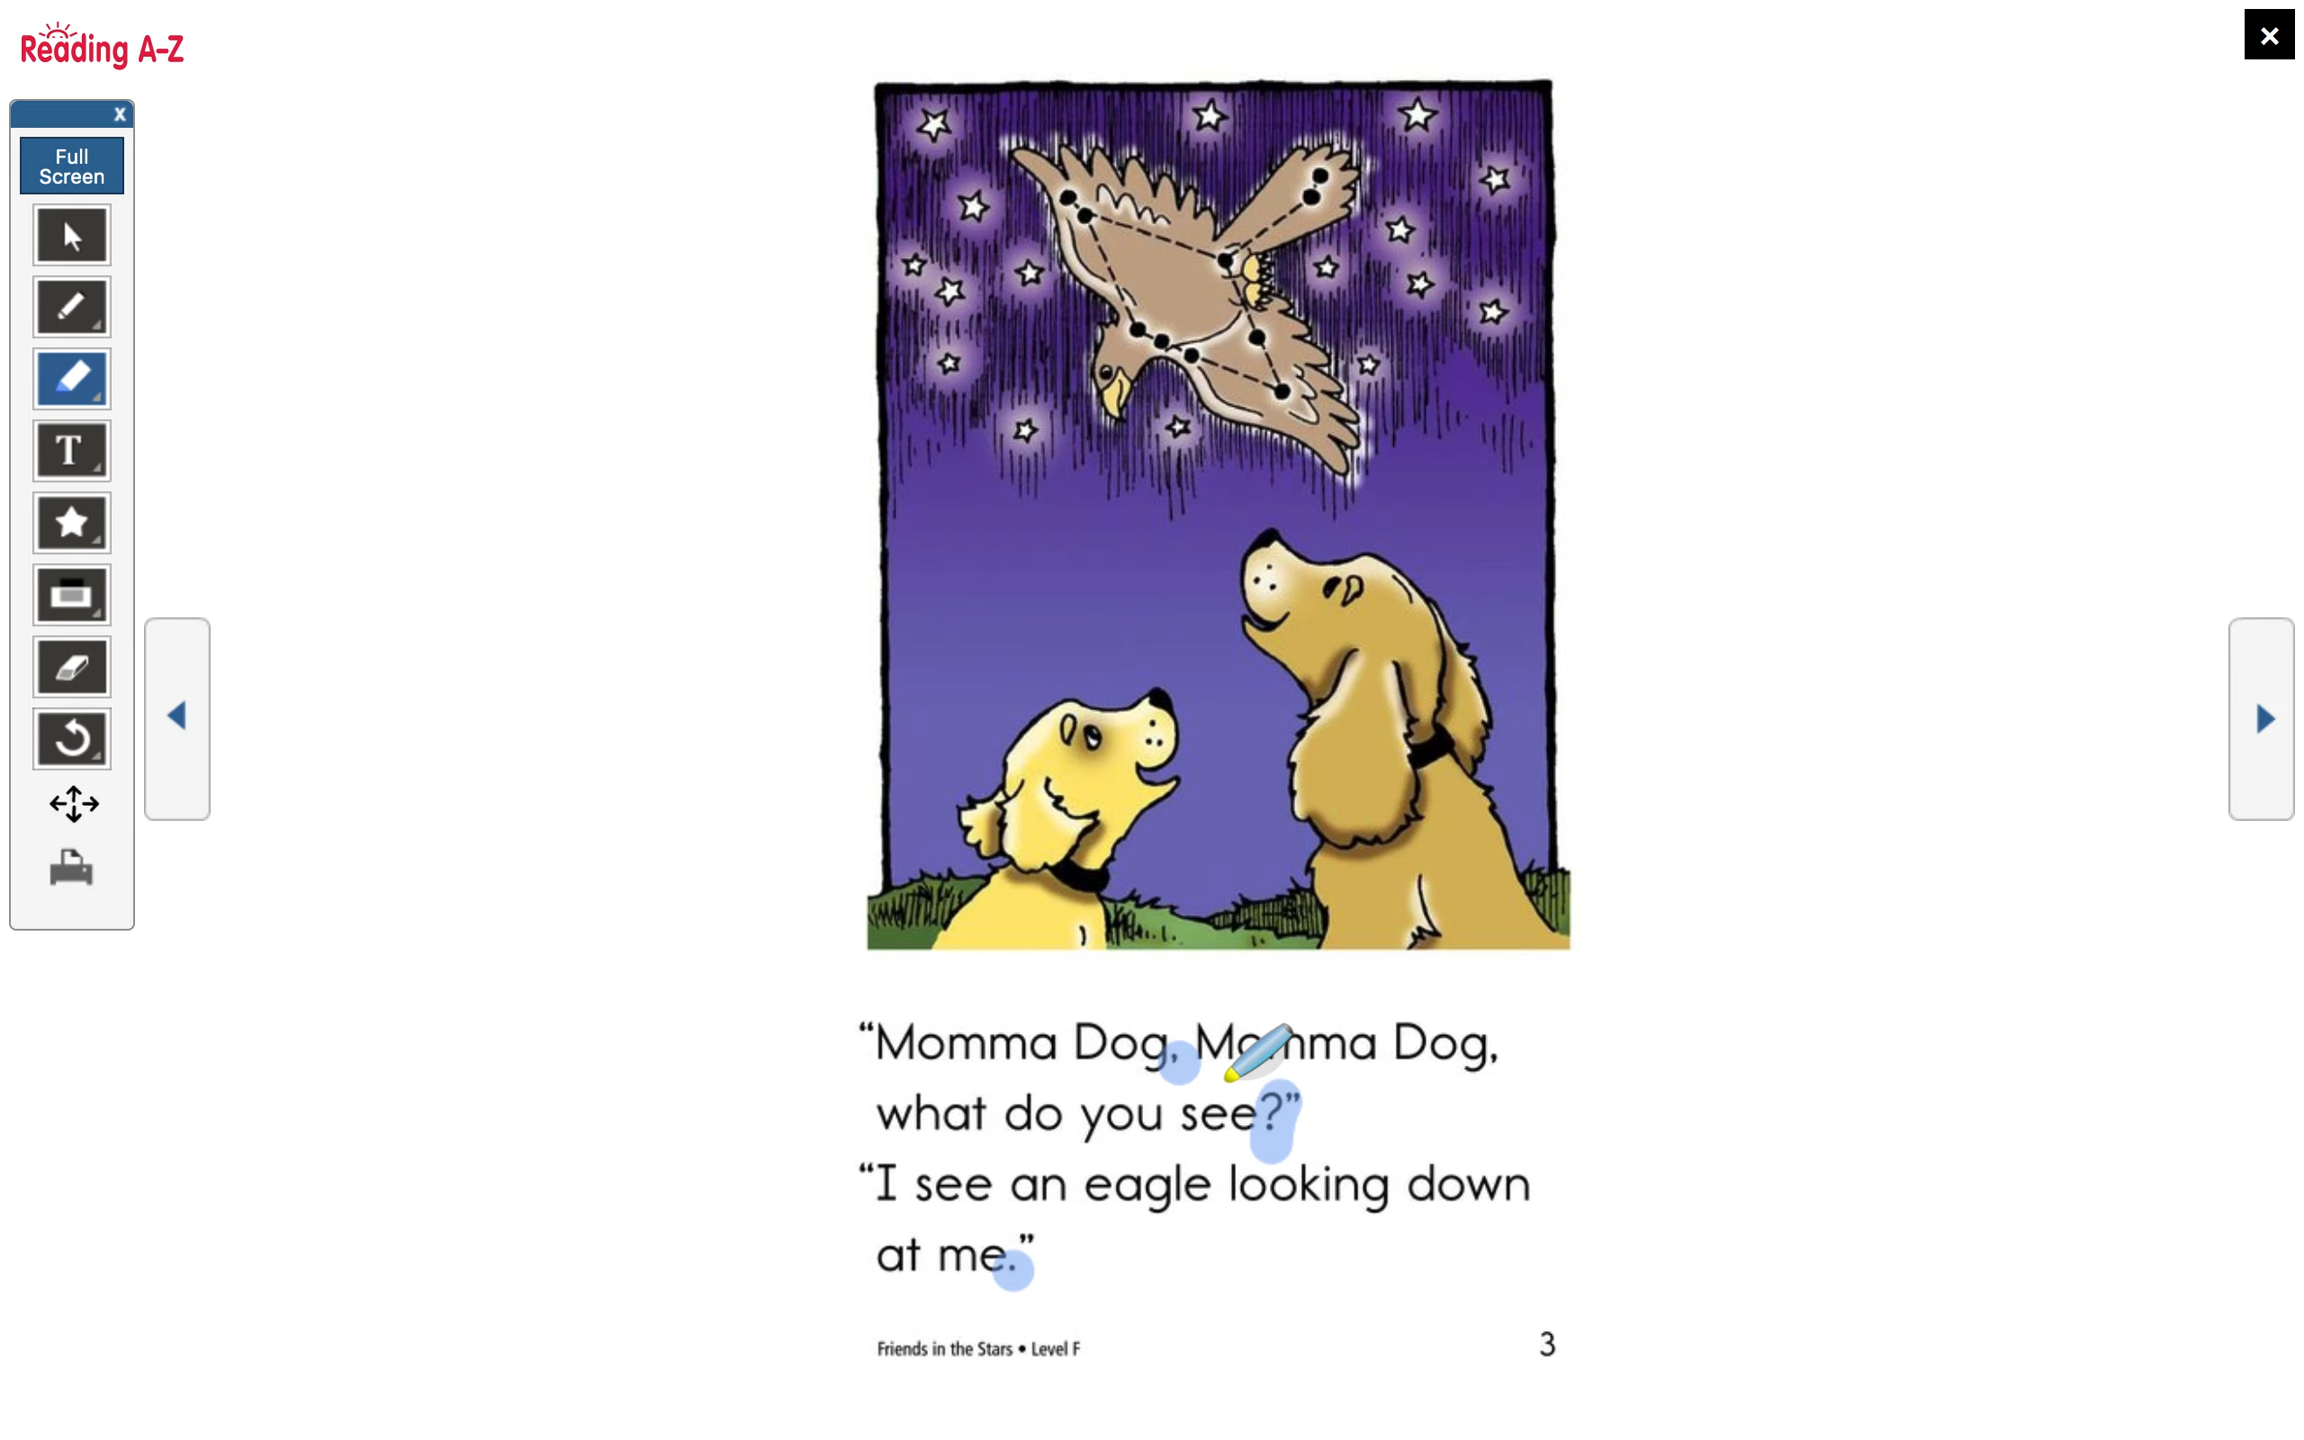 Reading A-Z
x
Full
Screen
T
“Momma Dog, Momma Dog,
what do you see?”
“I see an eagle looking down
at me.”
Friends in the Stars • Level F
3